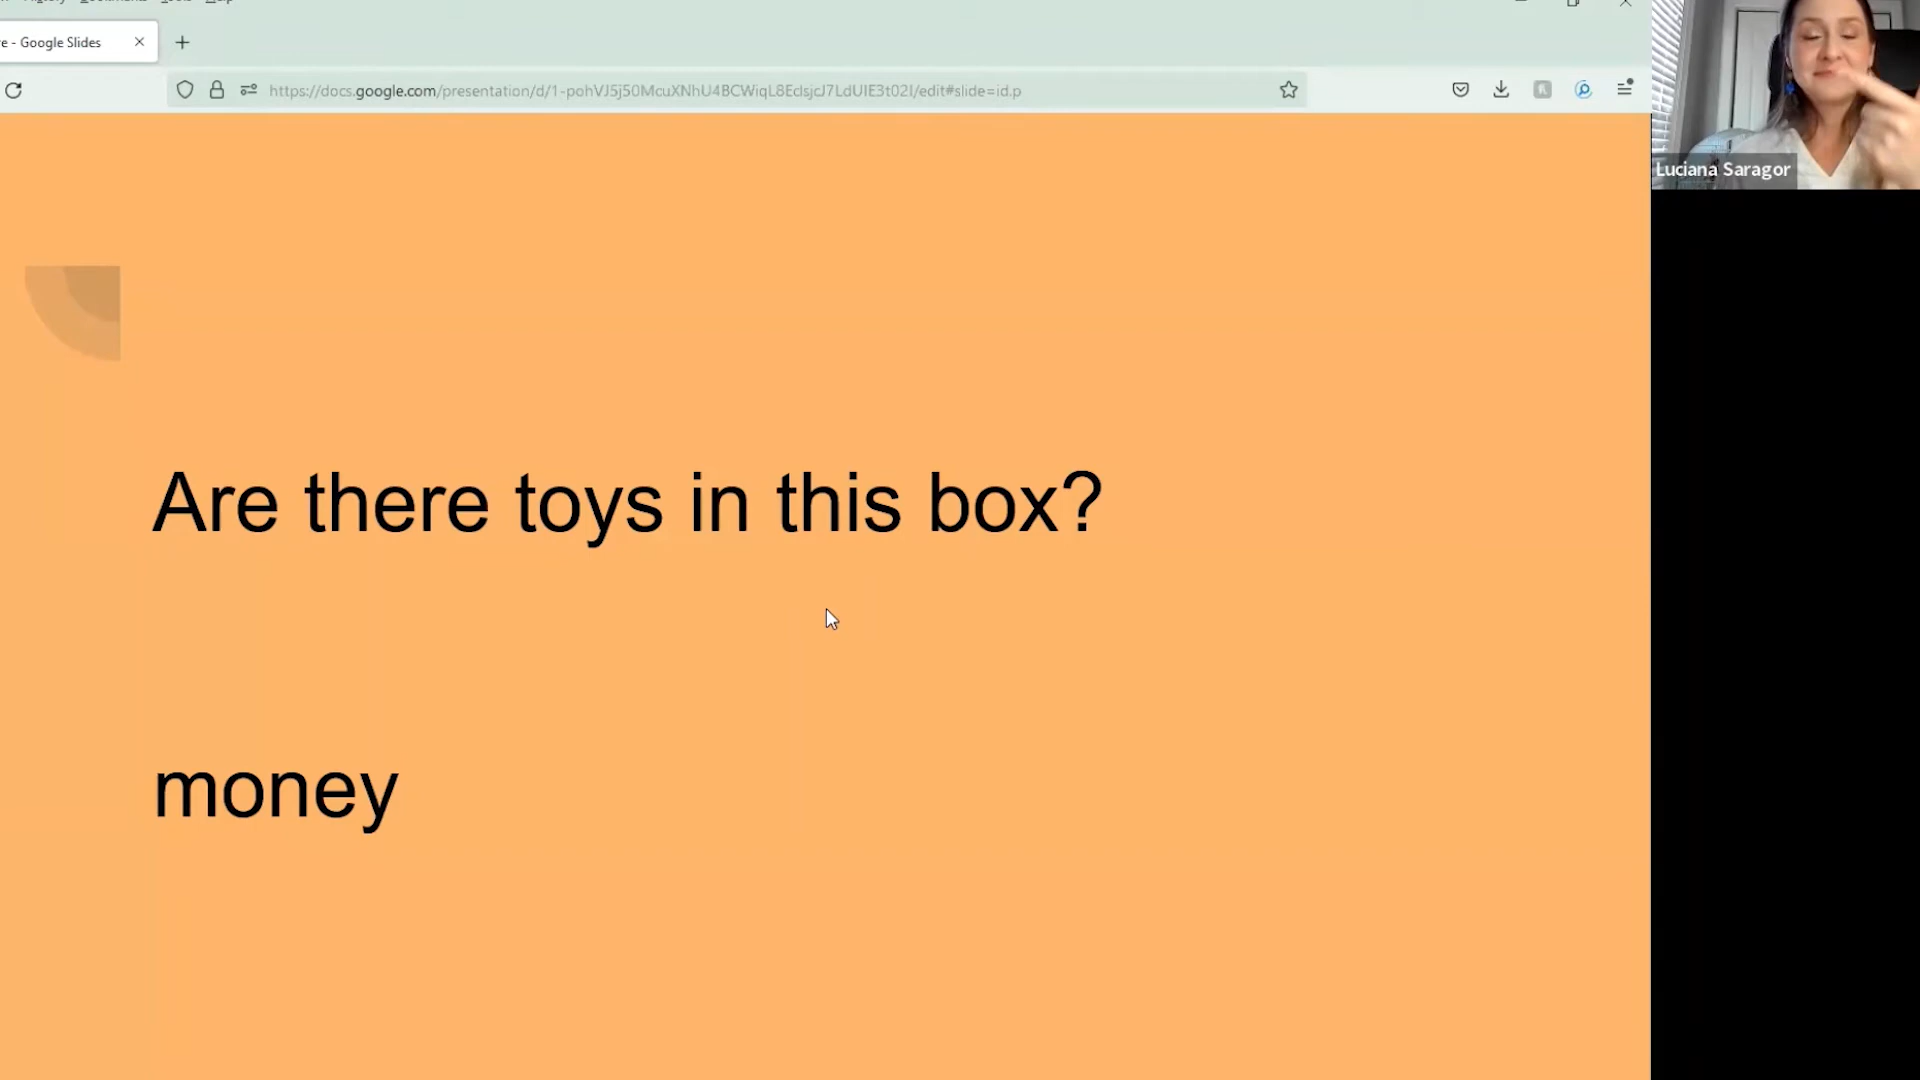 e - Google Slides
https://docs.google.com/presentation/d/1-pohVJ5j50McuXNhU4BCWiqL8EclsjcJ7LdUIE3t02I/edit#slide=id.p
Luciana Saragor
Are there toys in this box?
money